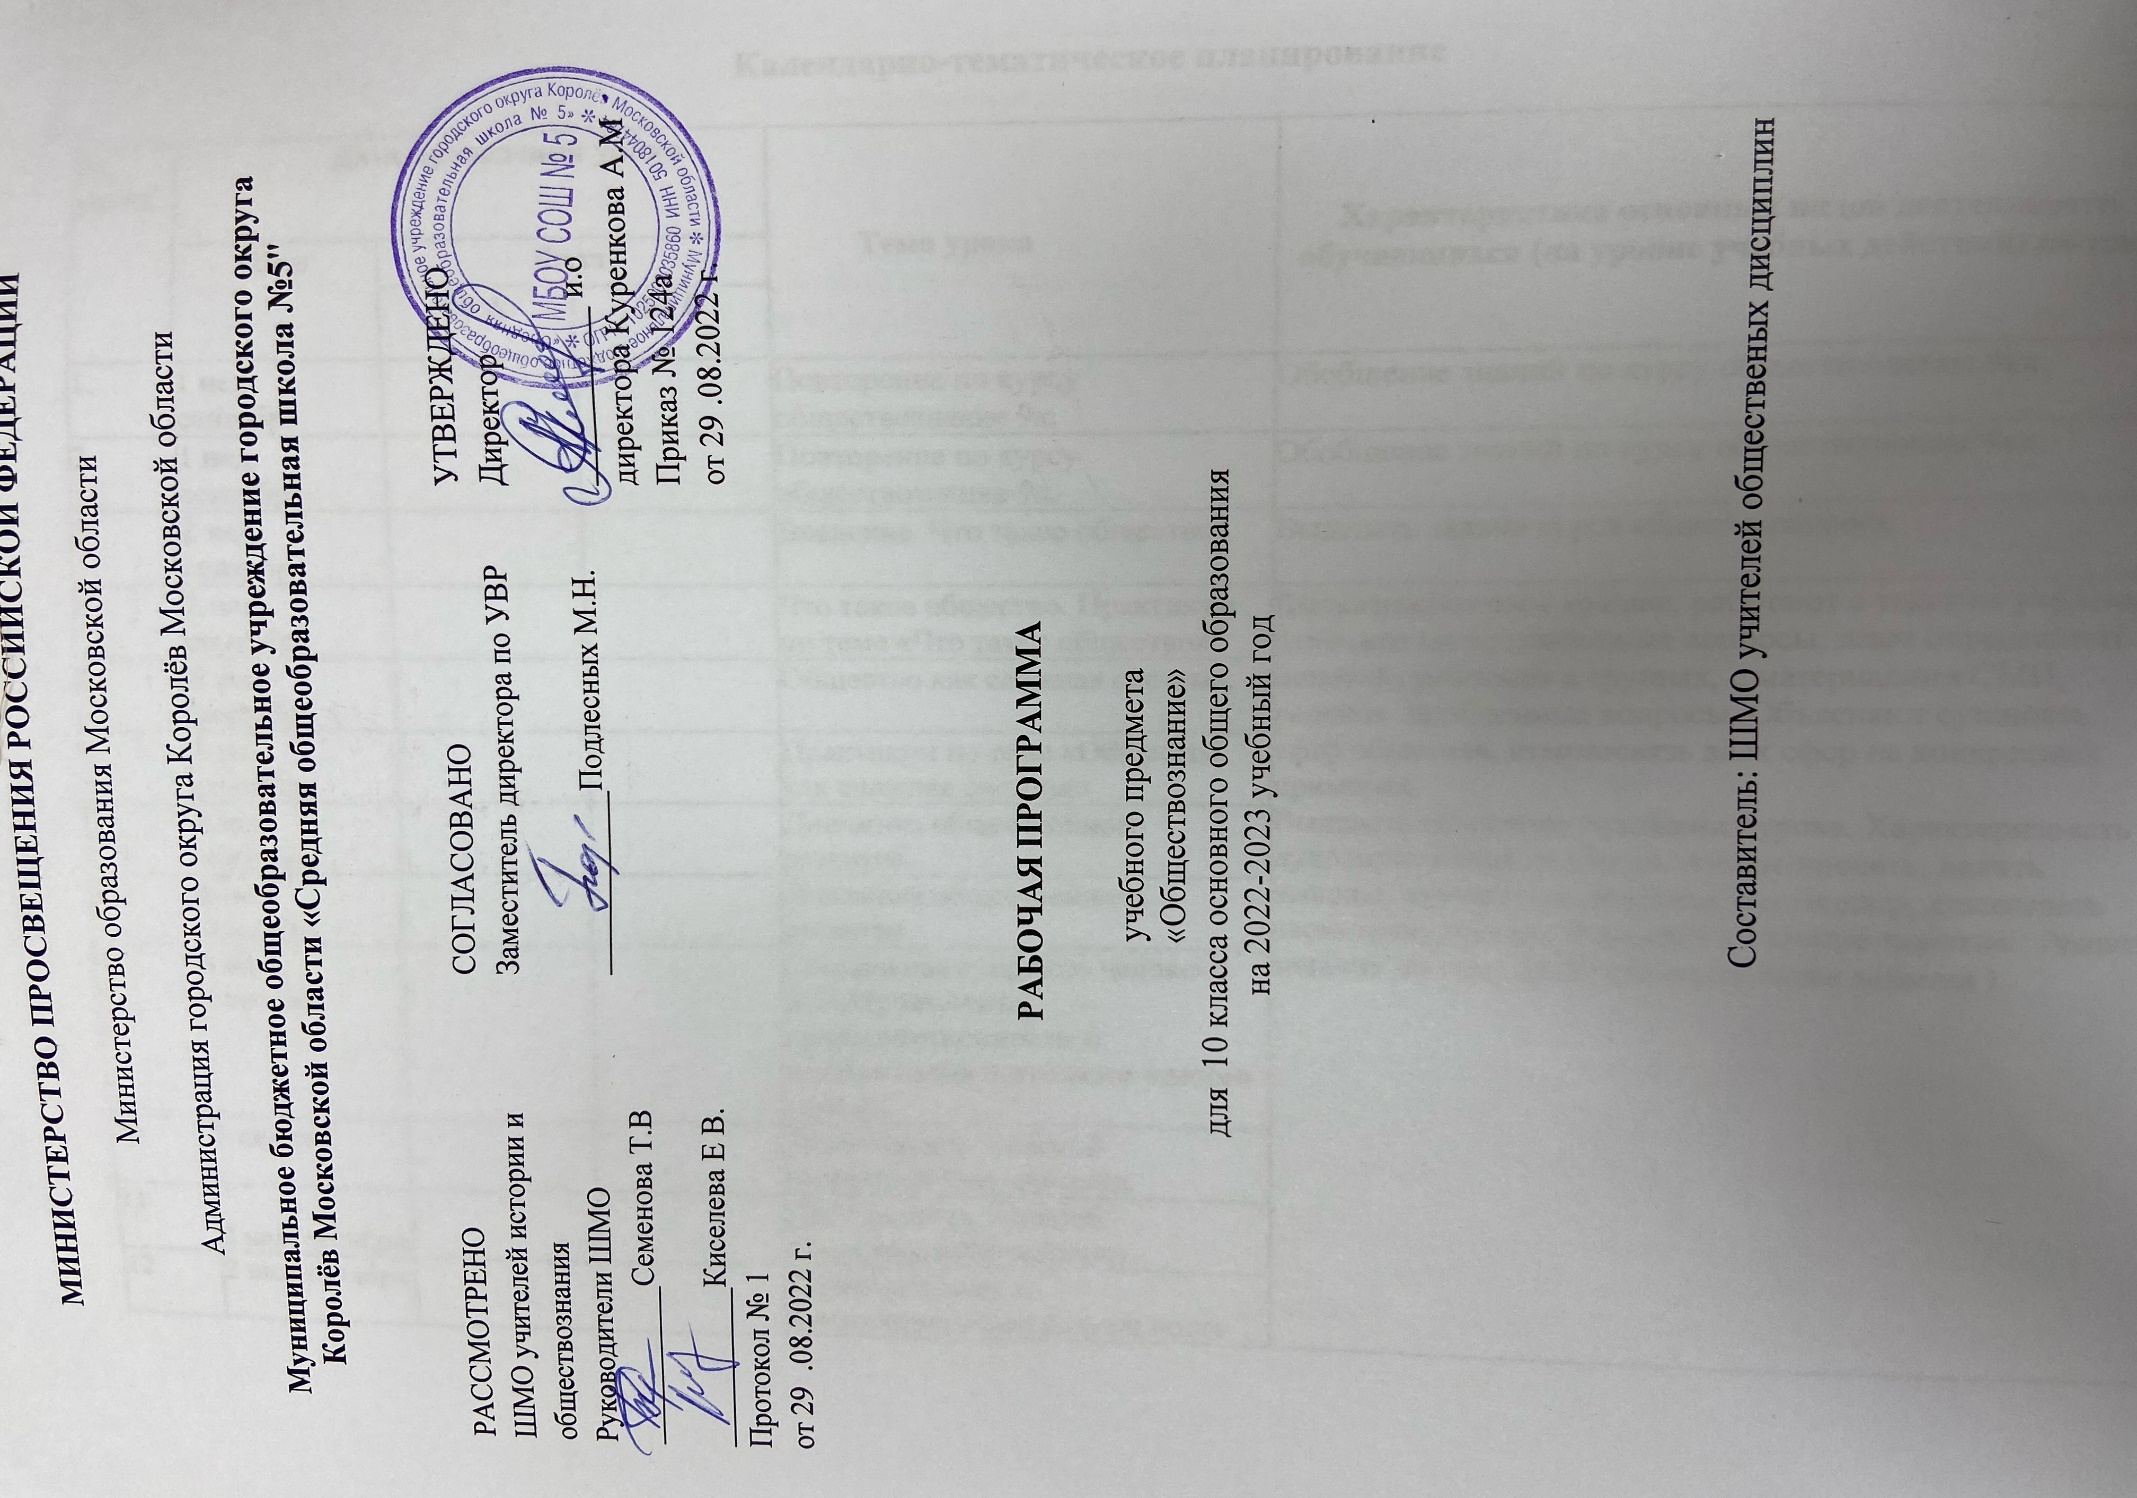 МИНИСТЕРСТВО ПРОСВЕЩЕНИЯ РОССИЙСКОЙ ФЕДЕРАЦИИ
Министерство образования Московской области
Администрация городского округа Королёв Московской области
Муниципальное бюджетное общеобразовательное учреждение городского округа
Королёв Московской области «Средняя общеобразовательная школа №5"
РАССМОТРЕНО
ШМО учителей истории и
обществознания
Руководители ШМО
Семенова Т.В
Киселева Е В.
Протокол № 1
от 29 .08.2022 г.
СОГЛАСОВАНО
Заместитель директора по УВР
Подлесных М.Н.
УТВЕРЖДЕНО
Директор
и.о
директора Куренкова А.М
Приказ № 124а
от 29 .08.2022 г
МБОУ СОШ № 5
РАБОЧАЯ ПРОГРАММА
учебного предмета
«Обществознание»
для 10 класса основного общего образования
на 2022-2023 учебный год
Составитель: ШМО учителей общественых дисциплин